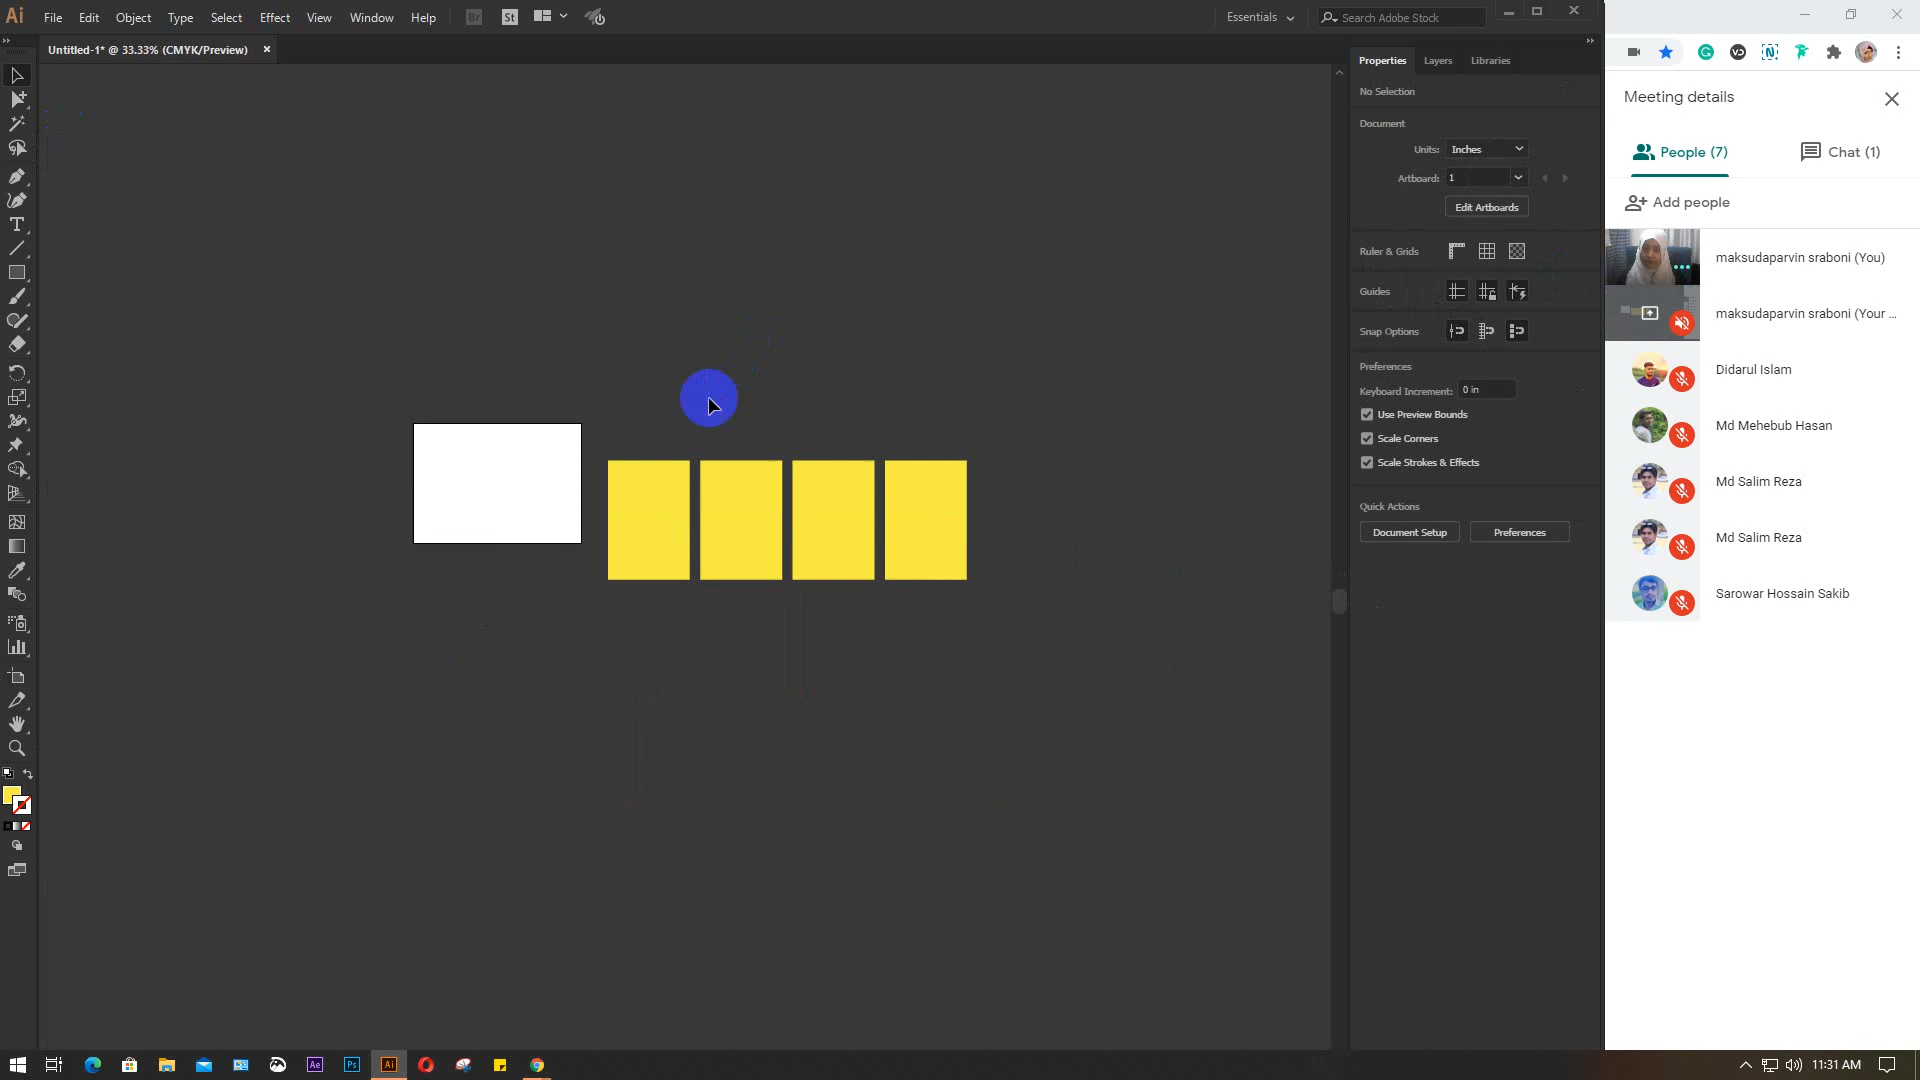 Ai File Edit Object Type Select Effect View Window Help Br St Essentials Search Adobe Stock
Untitled-1* @ 33.33% (CMYK/Preview)
Properties Layers Libraries
No Selection
Document
Units: Inches
Artboard: 1
Edit Artboards
Ruler & Grids
Guides
Snap Options
Preferences
Keyboard Increment: 0 in
Use Preview Bounds
Scale Corners
Scale Strokes & Effects
Quick Actions
Document Setup Preferences
Meeting details
People (7) Chat (1)
Add people
maksudaparvin sraboni (You)
maksudaparvin sraboni (Your ...
Didarul Islam
Md Mehebub Hasan
Md Salim Reza
Md Salim Reza
Sarowar Hossain Sakib
Ae Ps Ai
11:31 AM